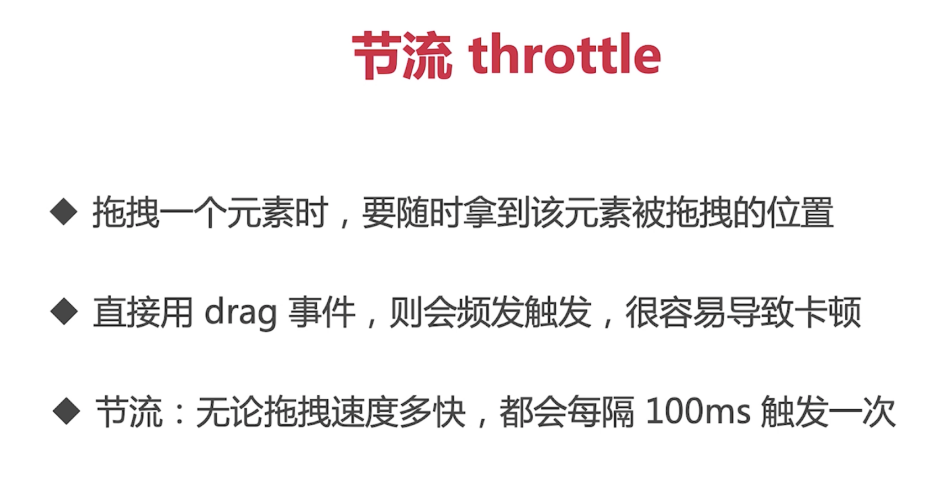 节流 throttle
◆ 拖拽一个元素时，要随时拿到该元素被拖拽的位置
◆ 直接用 drag 事件，则会频发触发，很容易导致卡顿
◆ 节流：无论拖拽速度多快，都会每隔 100ms 触发一次